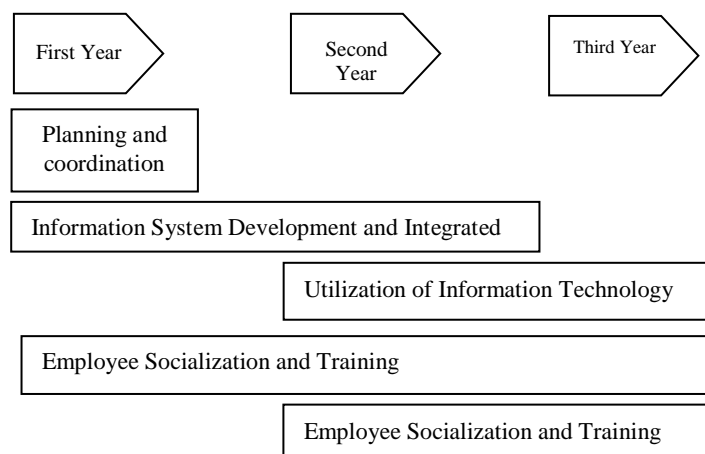 First Year
Second
Year
Third Year
Planning and
coordination
Information System Development and Integrated
Utilization of Information Technology
Employee Socialization and Training
Employee Socialization and Training